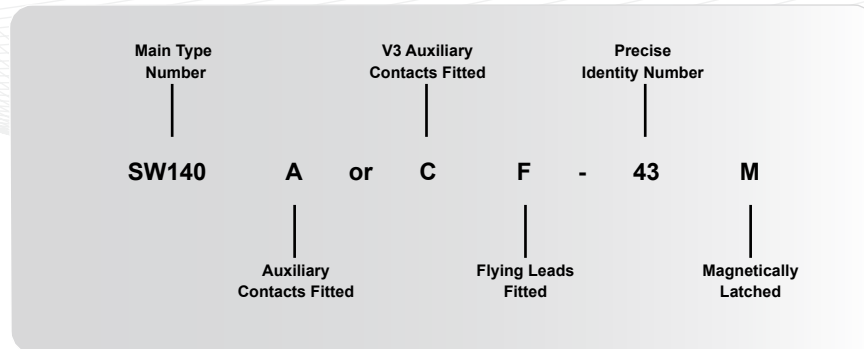 Main Type
Number
V3 Auxiliary
Contacts Fitted
Precise
Identity Number
SW140 A or C F - 43 M
Auxiliary
Contacts Fitted
Flying Leads
Fitted
Magnetically
Latched